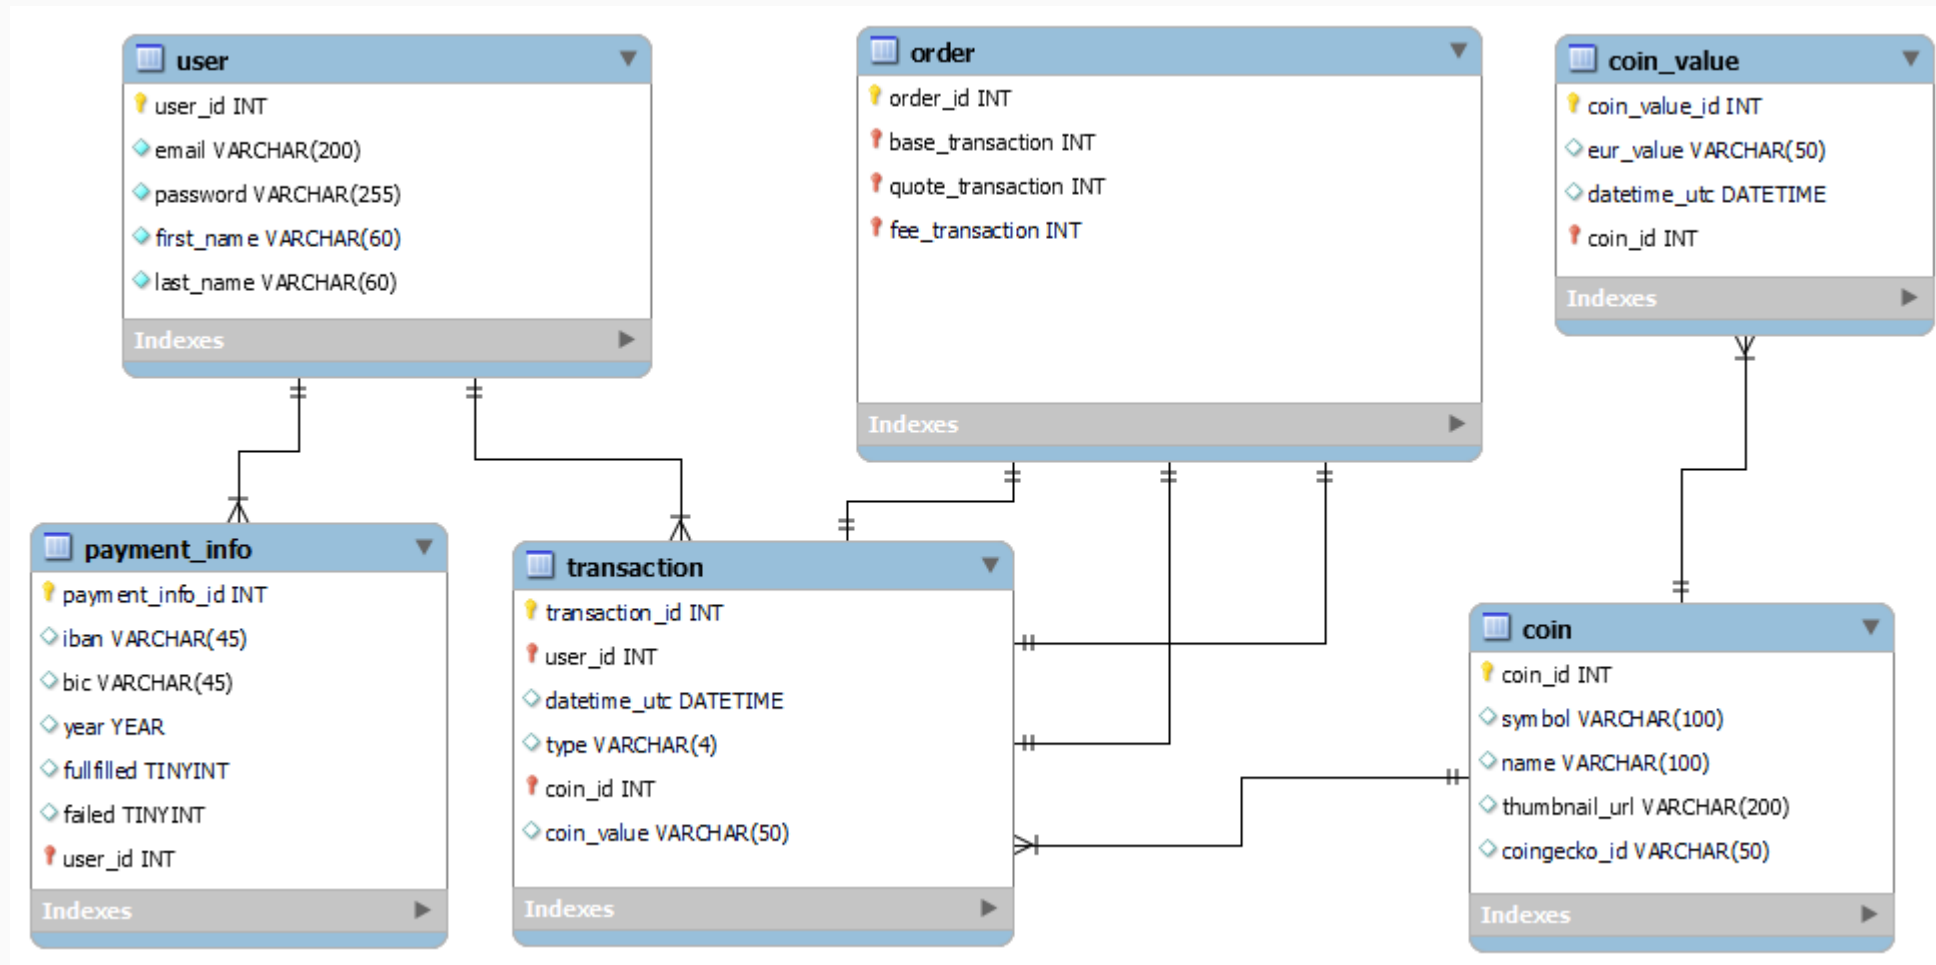 user
user_id INT
email VARCHAR(200)
password VARCHAR(255)
first_name VARCHAR(60)
last_name VARCHAR(60)
Indexes
order
order_id INT
base_transaction INT
quote_transaction INT
fee_transaction INT
Indexes
coin_value
coin_value_id INT
eur_value VARCHAR(50)
datetime_utc DATETIME
coin_id INT
Indexes
payment_info
payment_info_id INT
iban VARCHAR(45)
bic VARCHAR(45)
year YEAR
fullfilled TINYINT
failed TINYINT
user_id INT
Indexes
transaction
transaction_id INT
user_id INT
datetime_utc DATETIME
type VARCHAR(4)
coin_id INT
coin_value VARCHAR(50)
Indexes
coin
coin_id INT
symbol VARCHAR(100)
name VARCHAR(100)
thumbnail_url VARCHAR(200)
coingecko_id VARCHAR(50)
Indexes